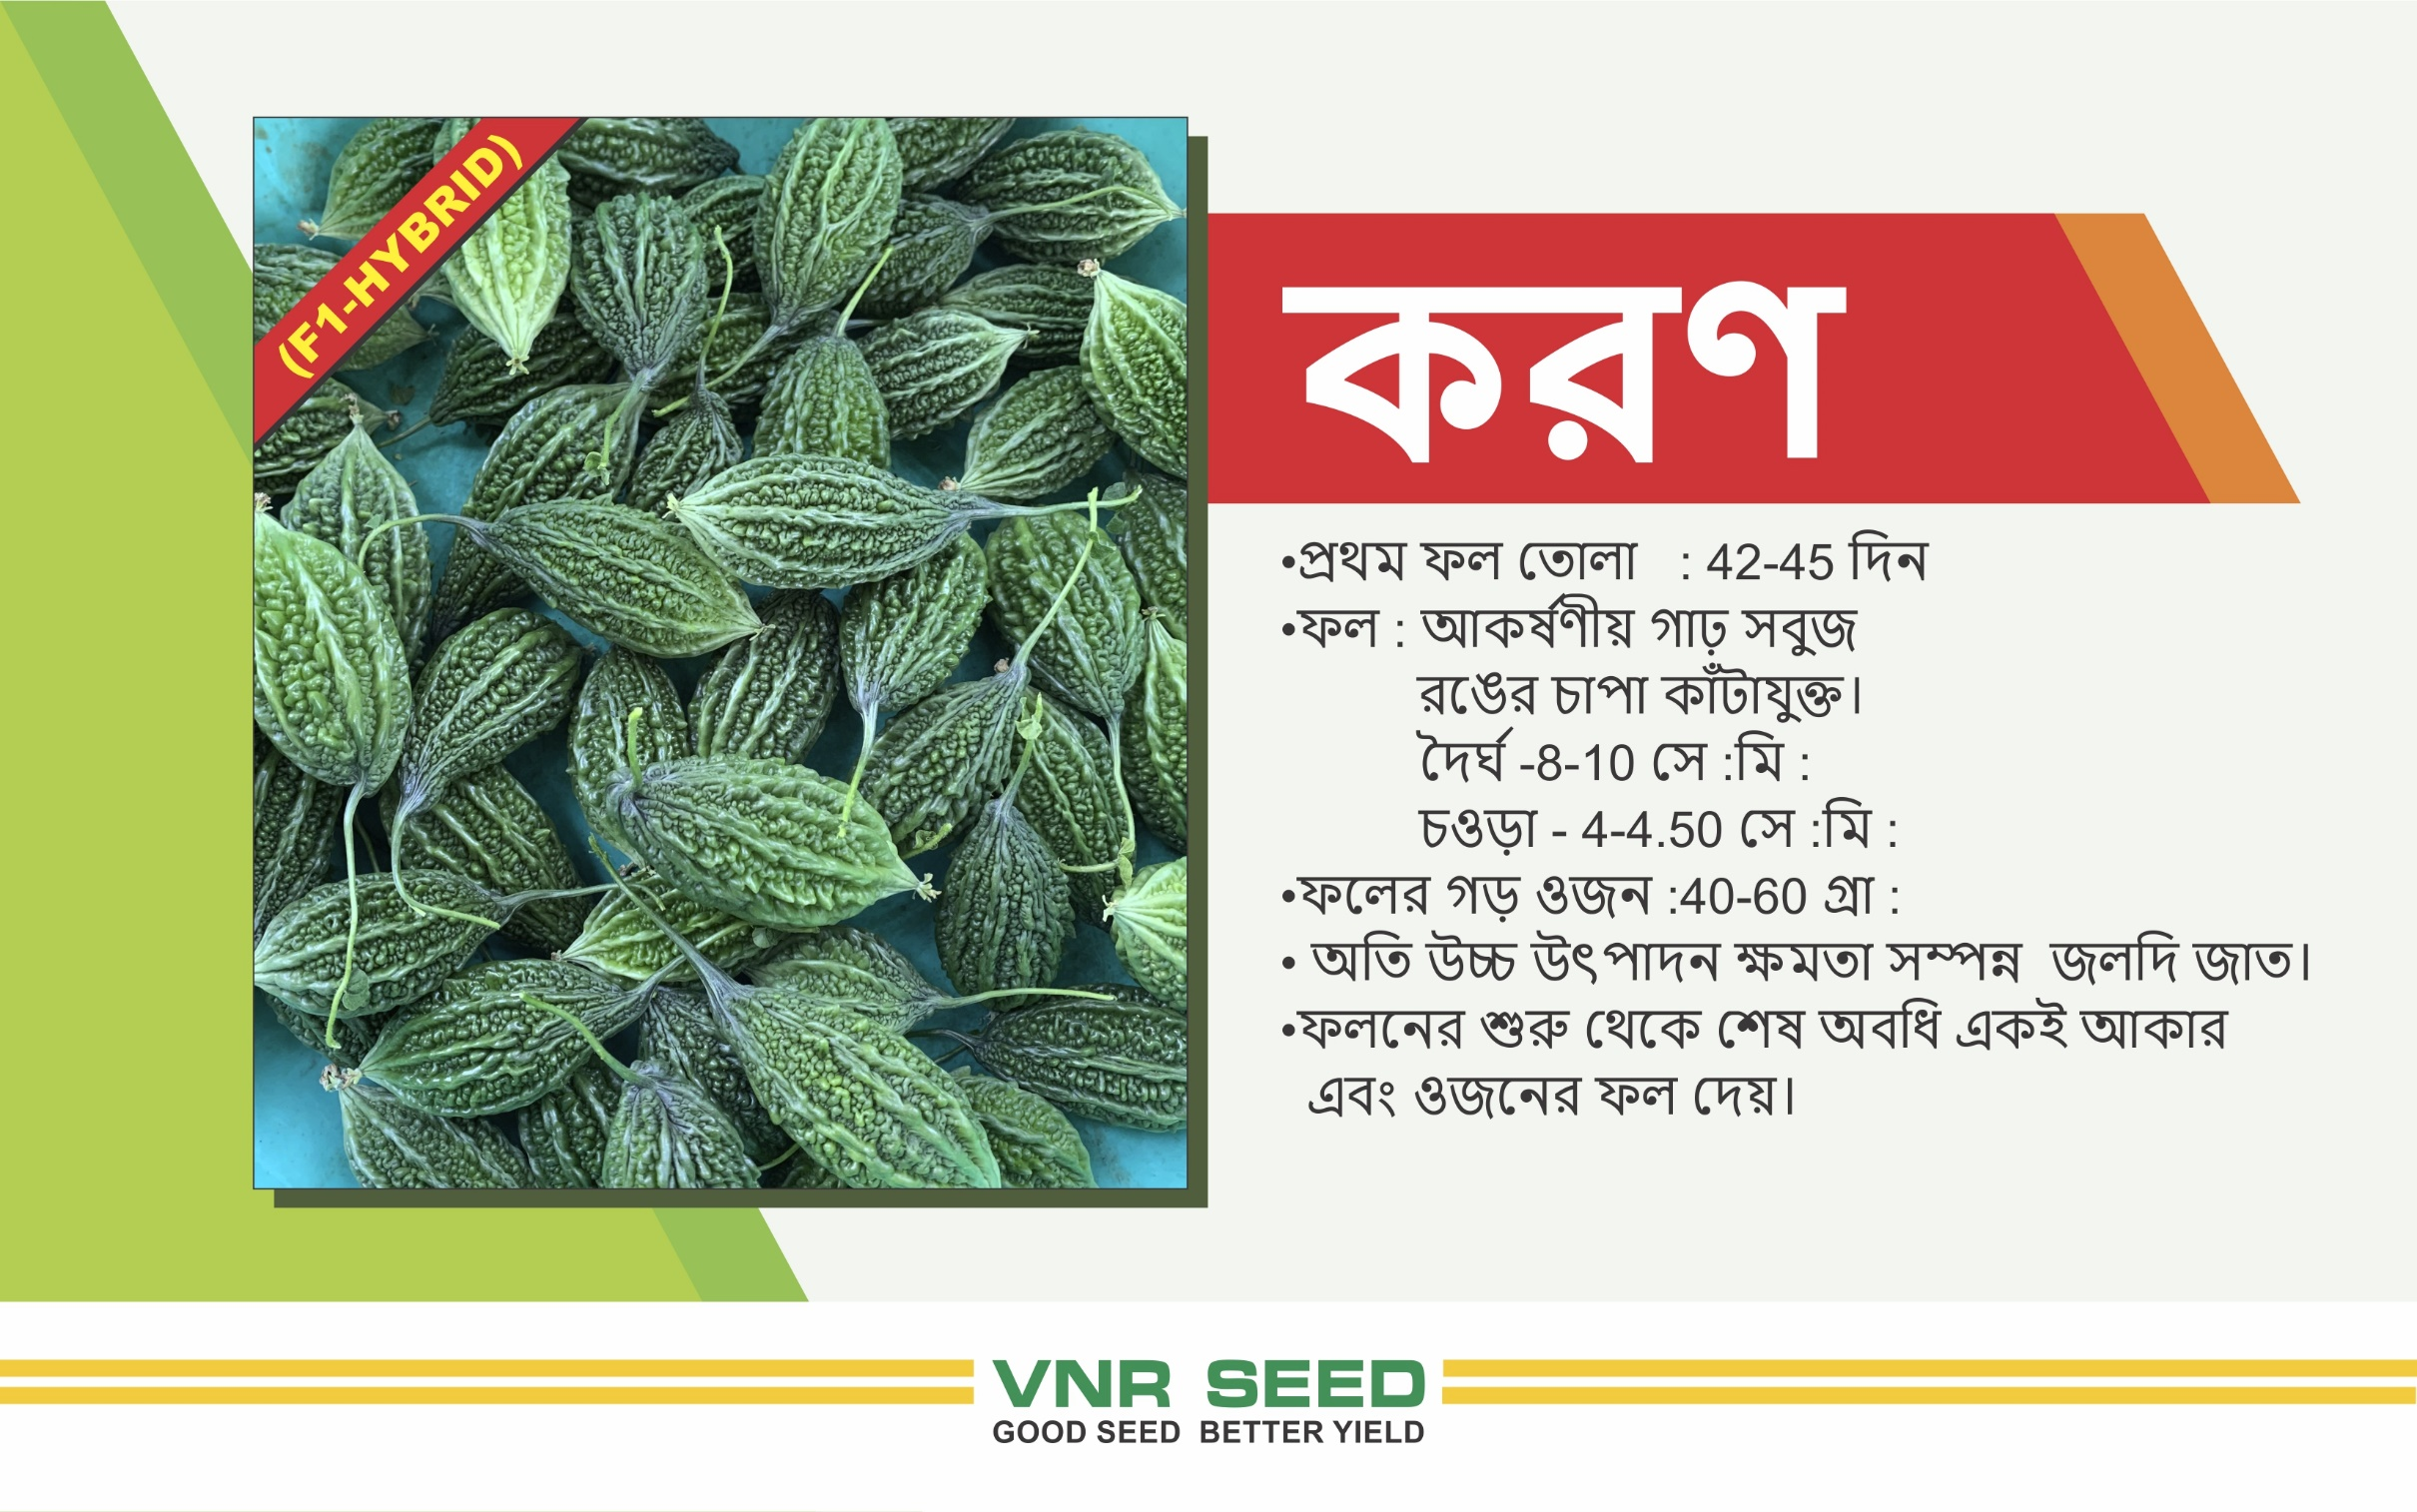 (F1-HYBRID))
করণ
•প্রথম ফল তোলা : 42-45 দিন
•ফল : আকর্ষণীয় গাঢ় সবুজ
রঙের চাপা কাঁটাযুক্ত।
দৈর্ঘ -8-10 সে :মি :
চওড়া - 4-4.50 সে :মি :
•ফলের গড় ওজন :40-60 গ্রা :
• অতি উচ্চ উৎপাদন ক্ষমতা সম্পন্ন জলদি জাত।
•ফলনের শুরু থেকে শেষ অবধি একই আকার
এবং ওজনের ফল দেয়।
VNR SEED
GOOD SEED BETTER YIELD